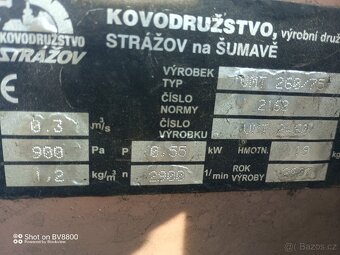 KOVODRUŽSTVO, výrobní druž
STRÁŽOV na ŠUMAVĚ
KOVODRUŽSTVO
STRÁŽOV
CE
VÝROBEK
TYP
ČÍSLO NORMY 2162
ČÍSLO VÝROBKU
0.3 m³/s
900 Pa P 0.55 kW HMOTN. kg
1.2 kg/m³ n 2900 1/min ROK VÝROBY
Shot on BV8800
bazos.cz